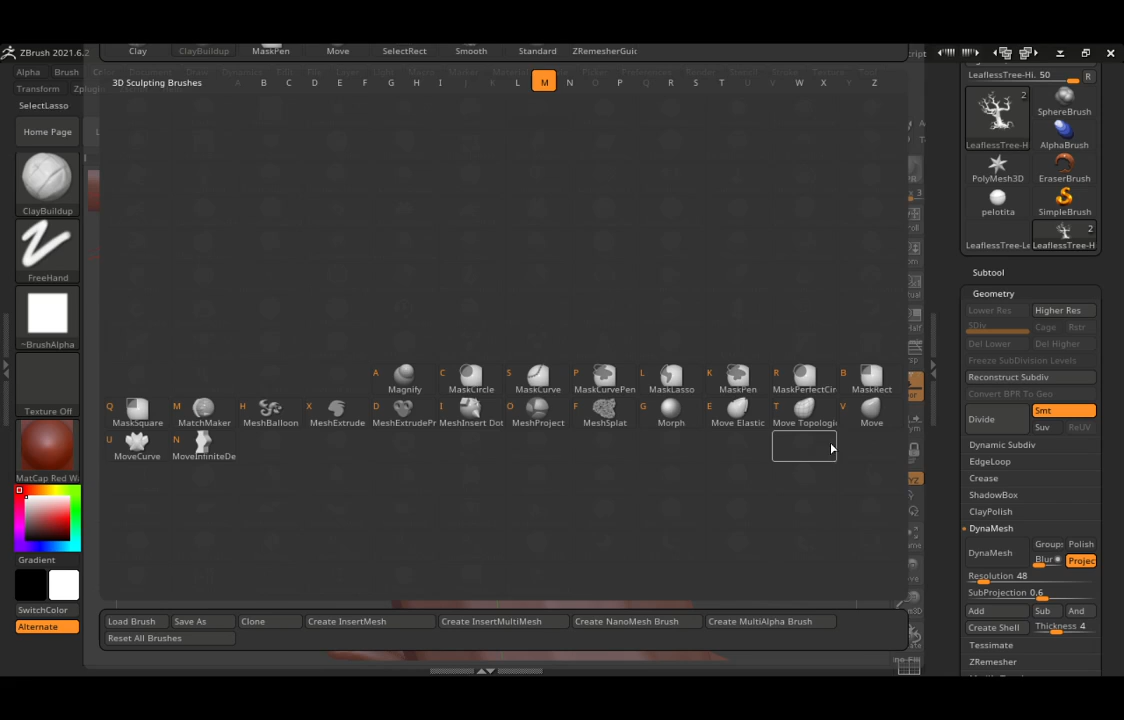 ZBrush 2021.6.2
Clay ClayBuildup MaskPen Move SelectRect Smooth Standard ZRemesherGuid
3D Sculpting Brushes A B C D E F G H I J K L M N O P Q R S T U V W X Z
Alpha Brush
Transform Zplug
SelectLasso
Home Page
ClayBuildup
FreeHand
~BrushAlpha
Texture Off
MatCap Red W
Gradient
SwitchColor
Alternate
A Magnify C MaskCircle S MaskCurve P MaskCurvePen L MaskLasso K MaskPen R MaskPerfectCir B MaskRect
Q MaskSquare M MatchMaker H MeshBalloon X MeshExtrude D MeshExtrudePr I MeshInsert Dot O MeshProject F MeshSplat G Morph E Move Elastic T Move Topologi V Move
U MoveCurve N MoveInfiniteDe
Load Brush Save As Clone Create InsertMesh Create InsertMultiMesh Create NanoMesh Brush Create MultiAlpha Brush
Reset All Brushes
LeaflessTree-Hi. 50 R
2
LeaflessTree-H
SphereBrush
AlphaBrush
PolyMesh3D EraserBrush
pelotita SimpleBrush
2
LeaflessTree-Le LeaflessTree-H
Subtool
Geometry
Lower Res Higher Res
SDiv Cage Rstr
Del Lower Del Higher
Freeze SubDivision Levels
Reconstruct Subdiv
Convert BPR To Geo
Divide Smt
Suv ReUV
Dynamic Subdiv
EdgeLoop
Crease
ShadowBox
ClayPolish
DynaMesh
DynaMesh Group: Polish
Blur Projec
Resolution 48
SubProjection 0.6
Add Sub And
Create Shell Thickness 4
Tessimate
ZRemesher